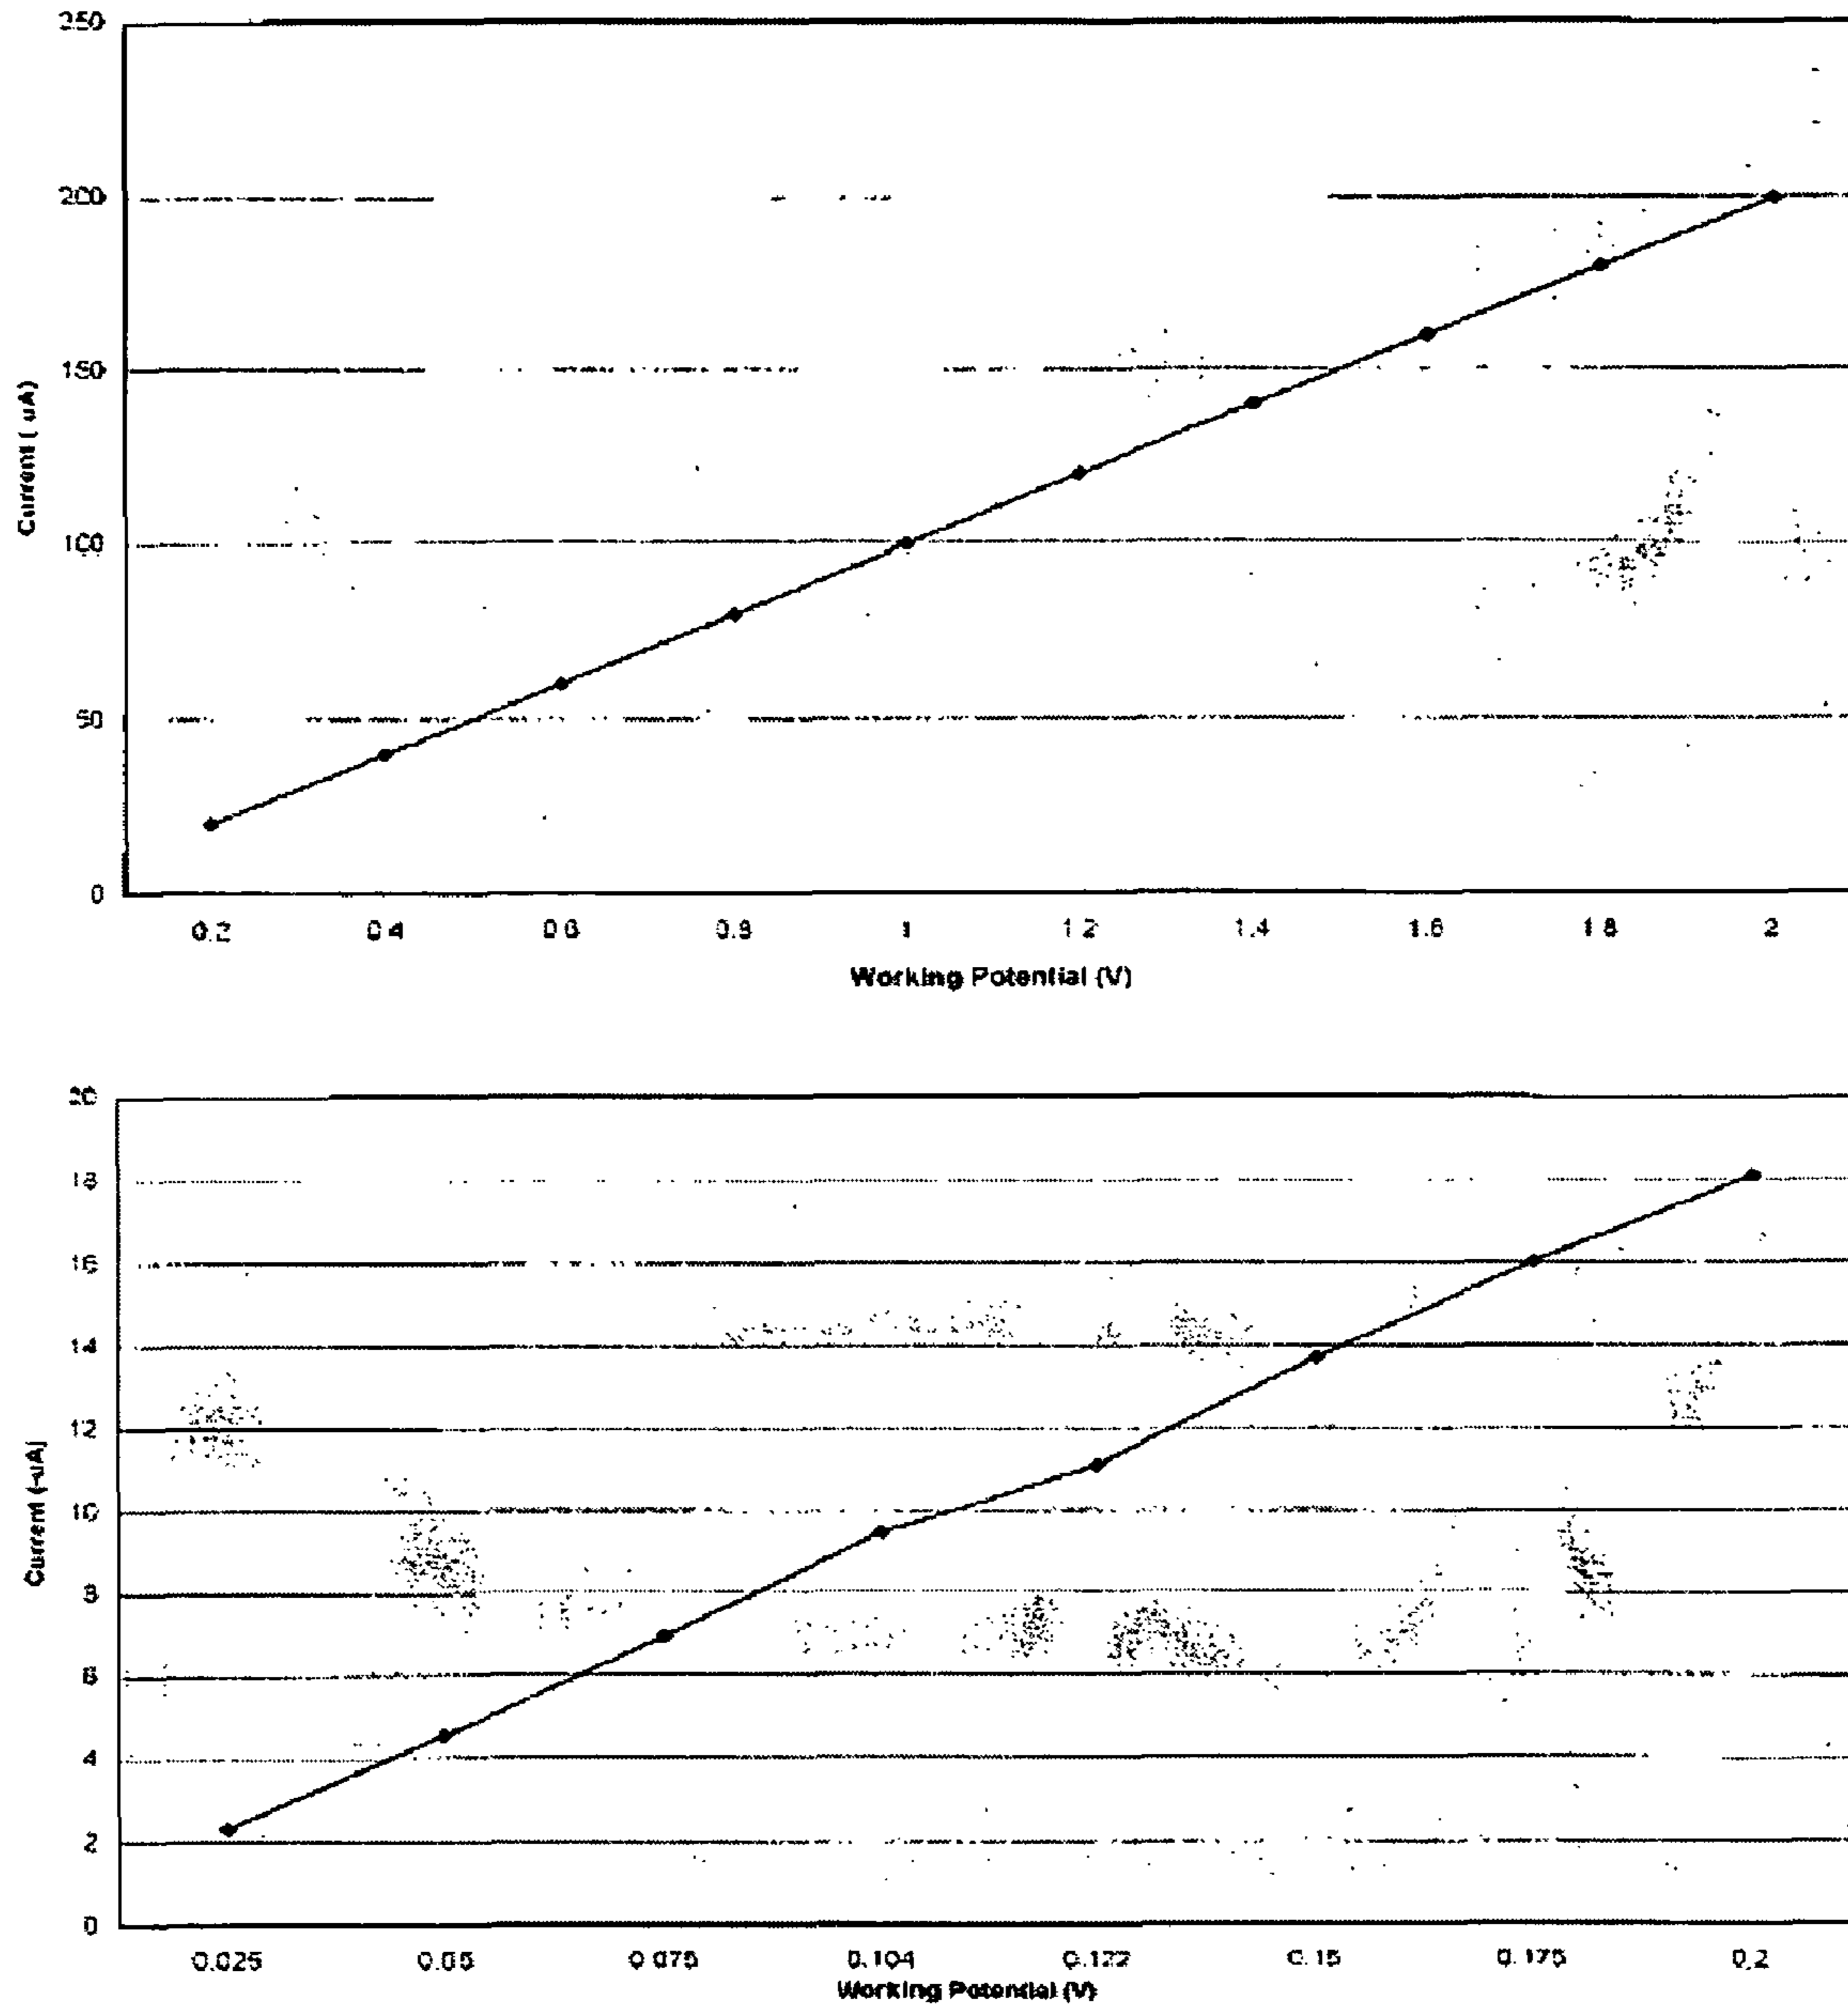 250
200
150
100
50
0
Current (-uA)
0.2 0.4 0.6 0.8 1 1.2 1.4 1.6 1.8 2
Working Potential (V)
20
18
16
14
12
10
8
6
4
2
0
Current (-uA)
0.025 0.05 0.075 0.104 0.122 0.15 0.175 0.2
Working Potential (V)